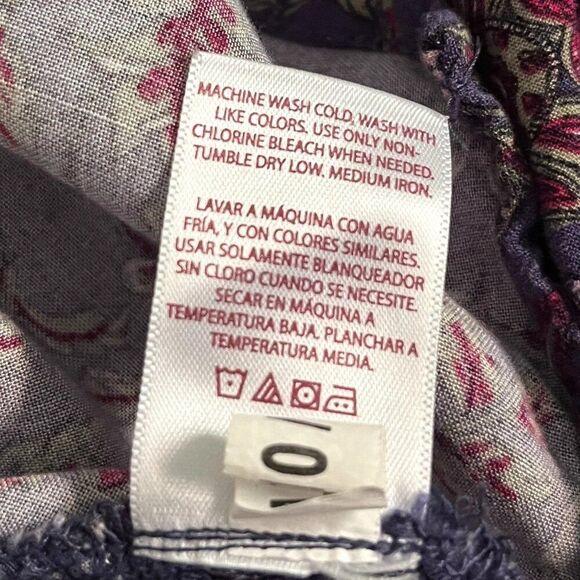 MACHINE WASH COLD, WASH WITH
LIKE COLORS. USE ONLY NON-
CHLORINE BLEACH WHEN NEEDED.
TUMBLE DRY LOW. MEDIUM IRON.
LAVAR A MÁQUINA CON AGUA
FRÍA, Y CON COLORES SIMILARES.
USAR SOLAMENTE BLANQUEADOR
SIN CLORO CUANDO SE NECESITE.
SECAR EN MÁQUINA A
TEMPERATURA BAJA. PLANCHAR A
TEMPERATURA MEDIA.